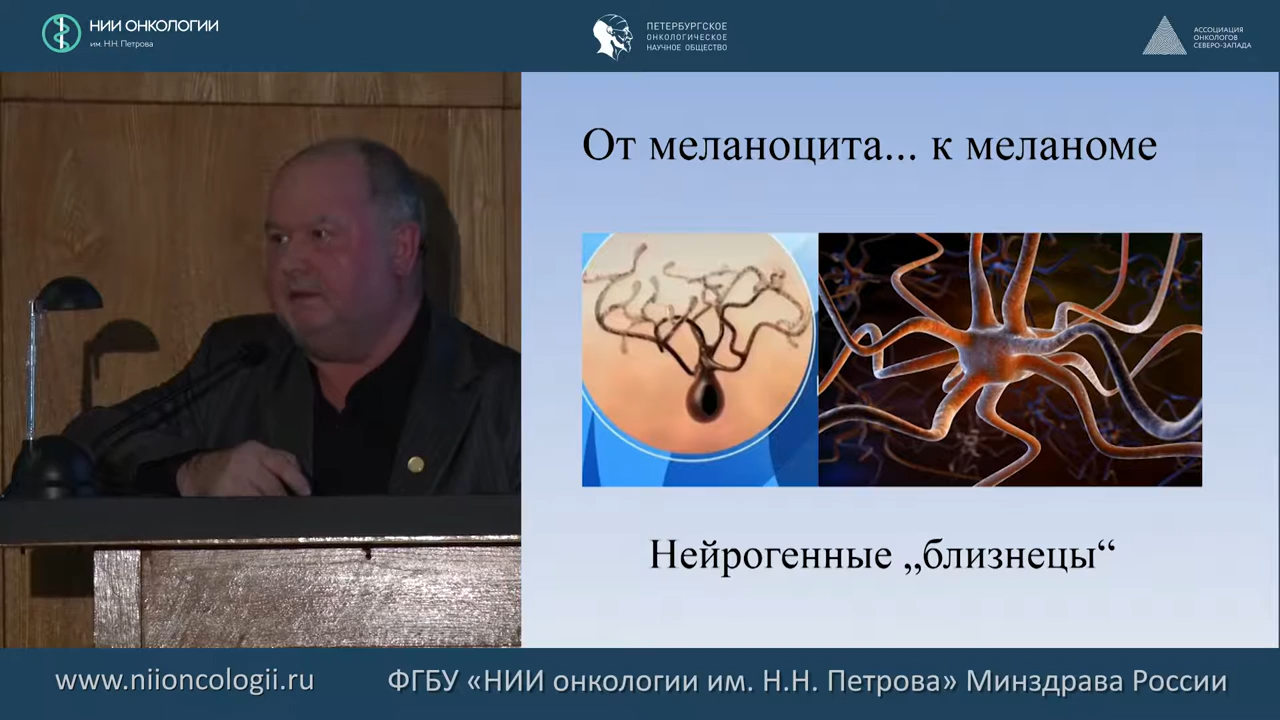 НИИ ОНКОЛОГИИ
им. Н.Н. Петрова
ПЕТЕРБУРГСКОЕ
ОНКОЛОГИЧЕСКОЕ
НАУЧНОЕ ОБЩЕСТВО
АССОЦИАЦИЯ
ОНКОЛОГОВ
СЕВЕРО-ЗАПАДА
От меланоцита... к меланоме
Нейрогенные „близнецы“
www.niioncologii.ru
ФГБУ «НИИ онкологии им. Н.Н. Петрова» Минздрава России